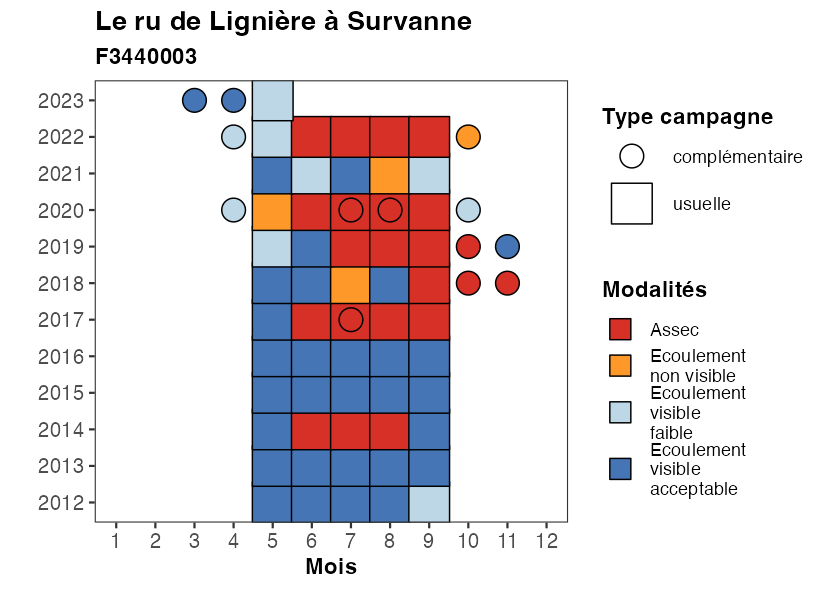 Le ru de Lignière à Survanne
F3440003
2023
2022
2021
2020
2019
2018
2017
2016
2015
2014
2013
2012
1 2 3 4 5 6 7 8 9 10 11 12
Mois
Type campagne
complémentaire
usuelle
Modalités
Assec
Ecoulement
non visible
Ecoulement
visible
faible
Ecoulement
visible
acceptable